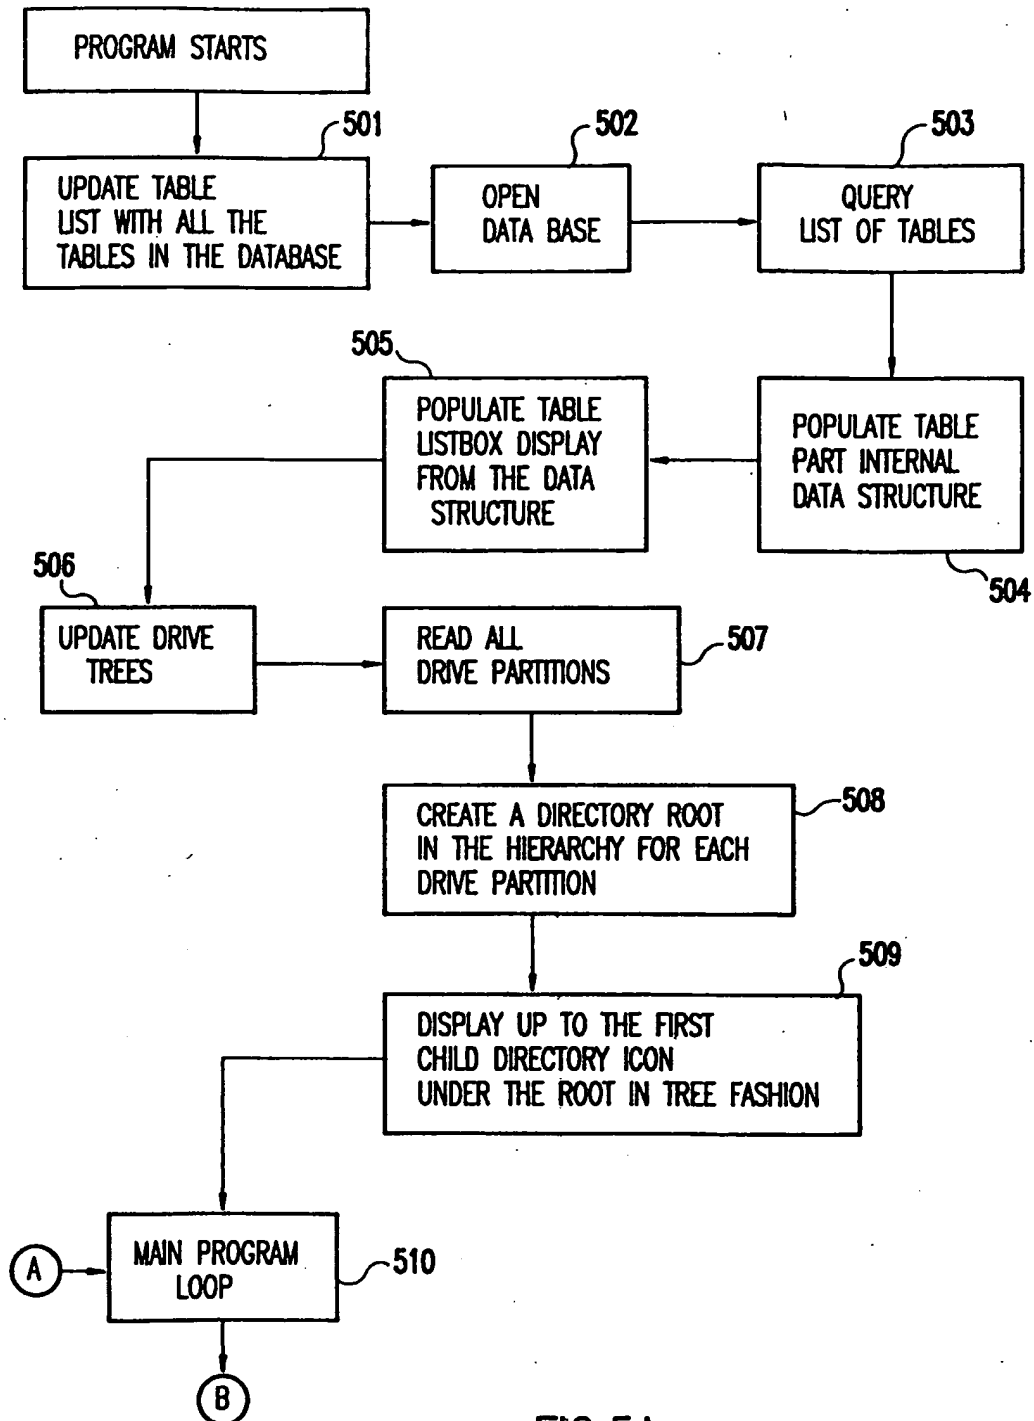 PROGRAM STARTS
501
UPDATE TABLE
LIST WITH ALL THE
TABLES IN THE DATABASE
502
OPEN
DATA BASE
503
QUERY
LIST OF TABLES
504
POPULATE TABLE
PART INTERNAL
DATA STRUCTURE
505
POPULATE TABLE
LISTBOX DISPLAY
FROM THE DATA
STRUCTURE
506
UPDATE DRIVE
TREES
507
READ ALL
DRIVE PARTITIONS
508
CREATE A DIRECTORY ROOT
IN THE HIERARCHY FOR EACH
DRIVE PARTITION
509
DISPLAY UP TO THE FIRST
CHILD DIRECTORY ICON
UNDER THE ROOT IN TREE FASHION
A
MAIN PROGRAM
LOOP
510
B